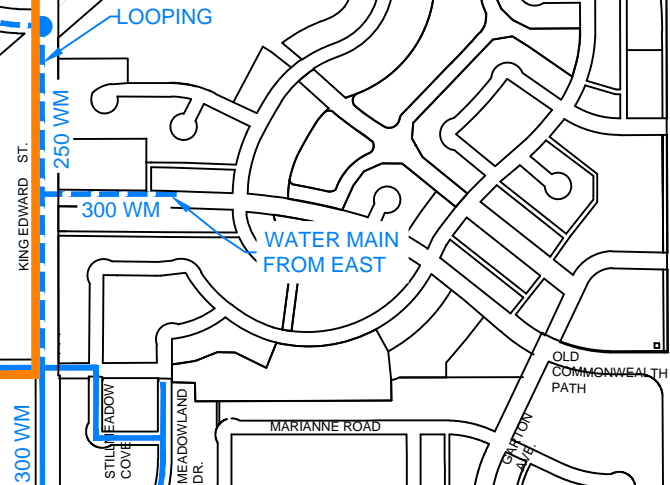 LOOPING
250 WM
KING EDWARD ST.
300 WM
WATER MAIN
FROM EAST
OLD
COMMONWEALTH
PATH
300 WM
STILLMEADOW
COVE
MEADOWLAND
DR.
MARIANNE ROAD
GARTON
AVE.